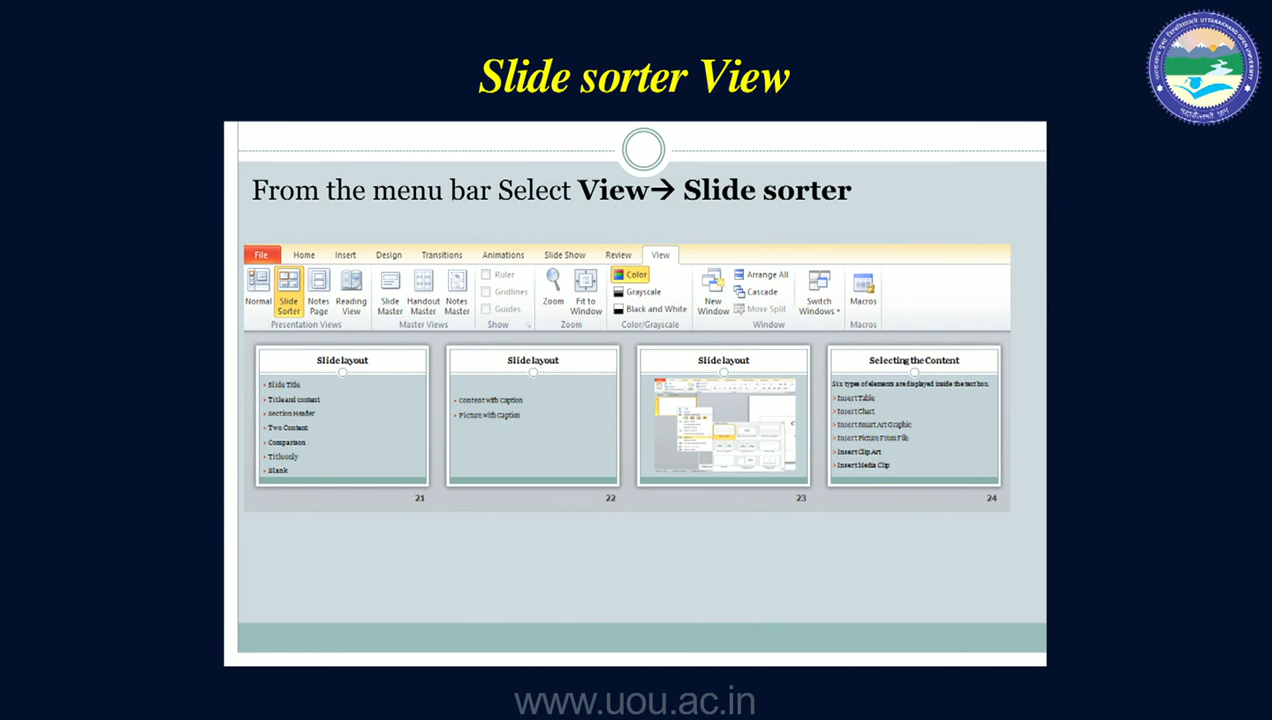 Slide sorter View
UTTARAKHAND OPEN UNIVERSITY
From the menu bar Select View→ Slide sorter
File Home Insert Design Transitions Animations Slide Show Review View
Normal Slide Sorter Notes Page Reading View
Presentation Views
Slide Master Handout Master Notes Master
Master Views
Ruler
Gridlines
Guides
Show
Zoom Fit to Window
Zoom
Color
Grayscale
Black and White
Color/Grayscale
New Window
Arrange All
Cascade
Move Split
Switch Windows
Window
Macros
Macros
Slide layout
Slide Title
Title and content
Section Header
Two Content
Comparison
Title only
Blank
21
Slide layout
Content with Caption
Picture with Caption
22
Slide layout
23
Selecting the Content
Six types of elements are displayed inside the text box.
Insert Table
Insert Chart
Insert Smart Art Graphic
Insert Picture From File
Insert Clip Art
Insert Media Clip
24
www.uou.ac.in